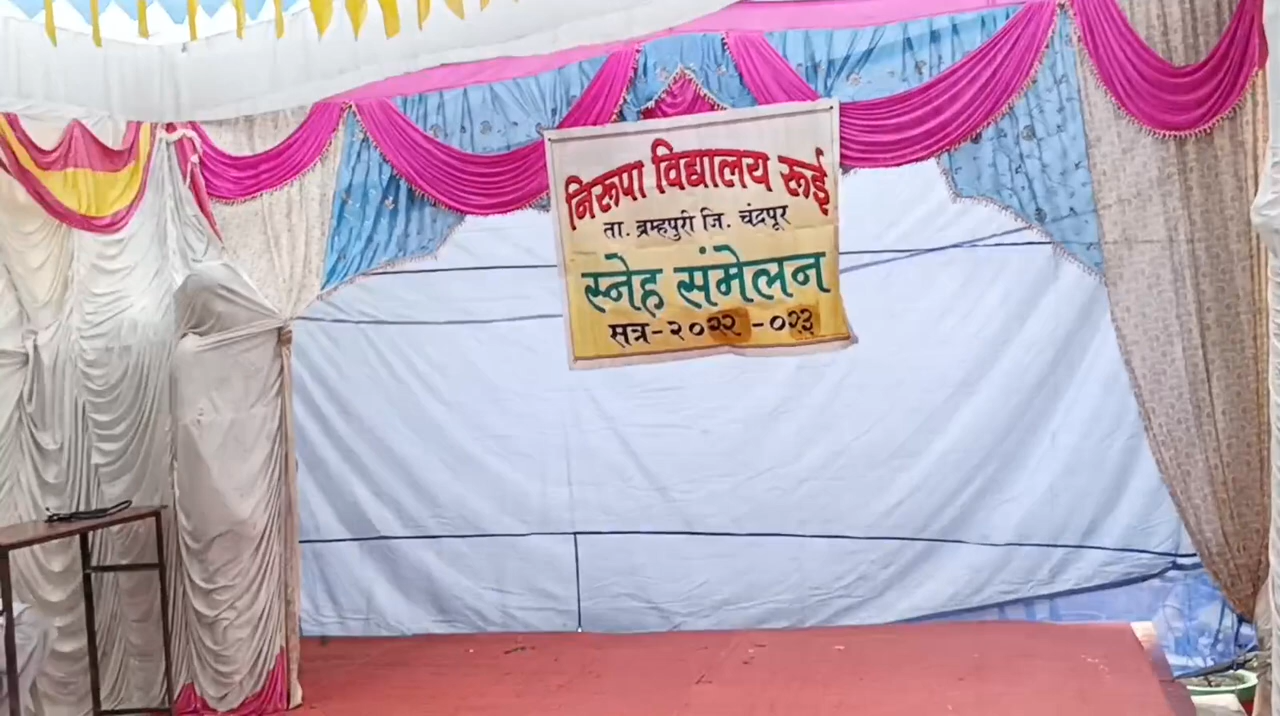 निरूपा विद्यालय रूई
ता. ब्रम्हपुरी जि. चंद्रपूर
स्नेह संमेलन
सत्र-२०२२-०२३